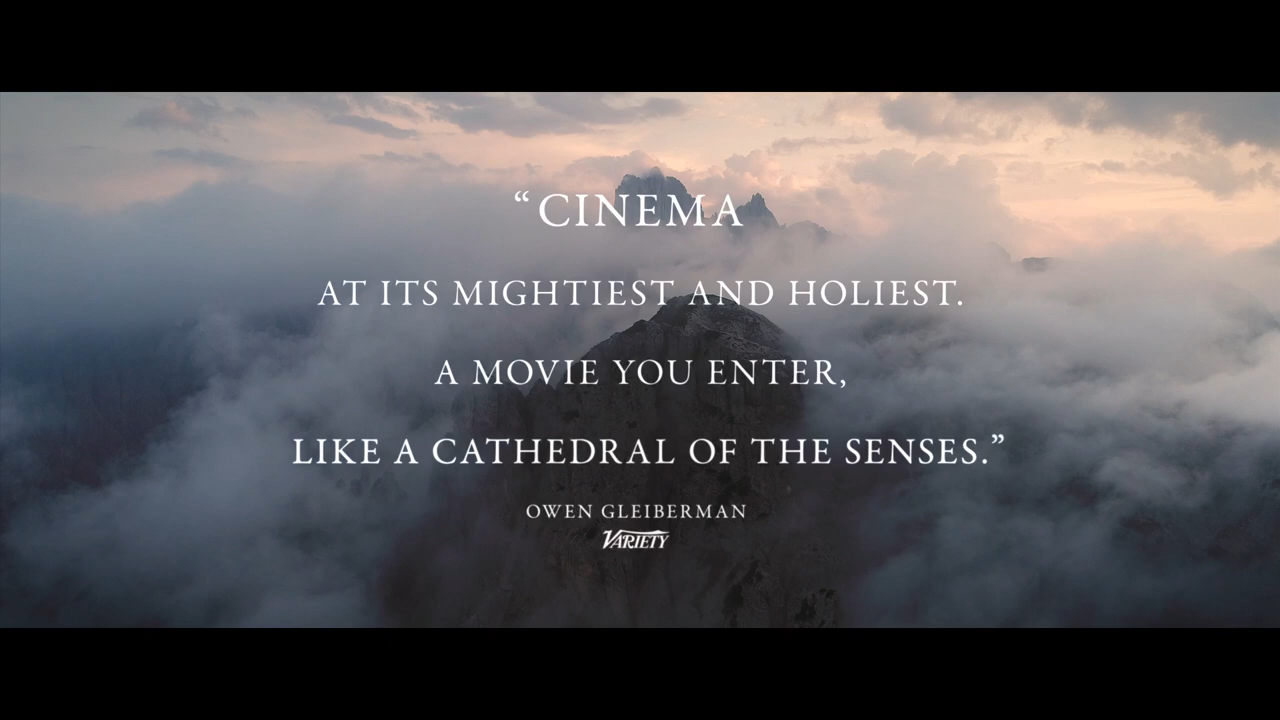 “CINEMA
AT ITS MIGHTIEST AND HOLIEST.
A MOVIE YOU ENTER,
LIKE A CATHEDRAL OF THE SENSES.”
OWEN GLEIBERMAN
VARIETY